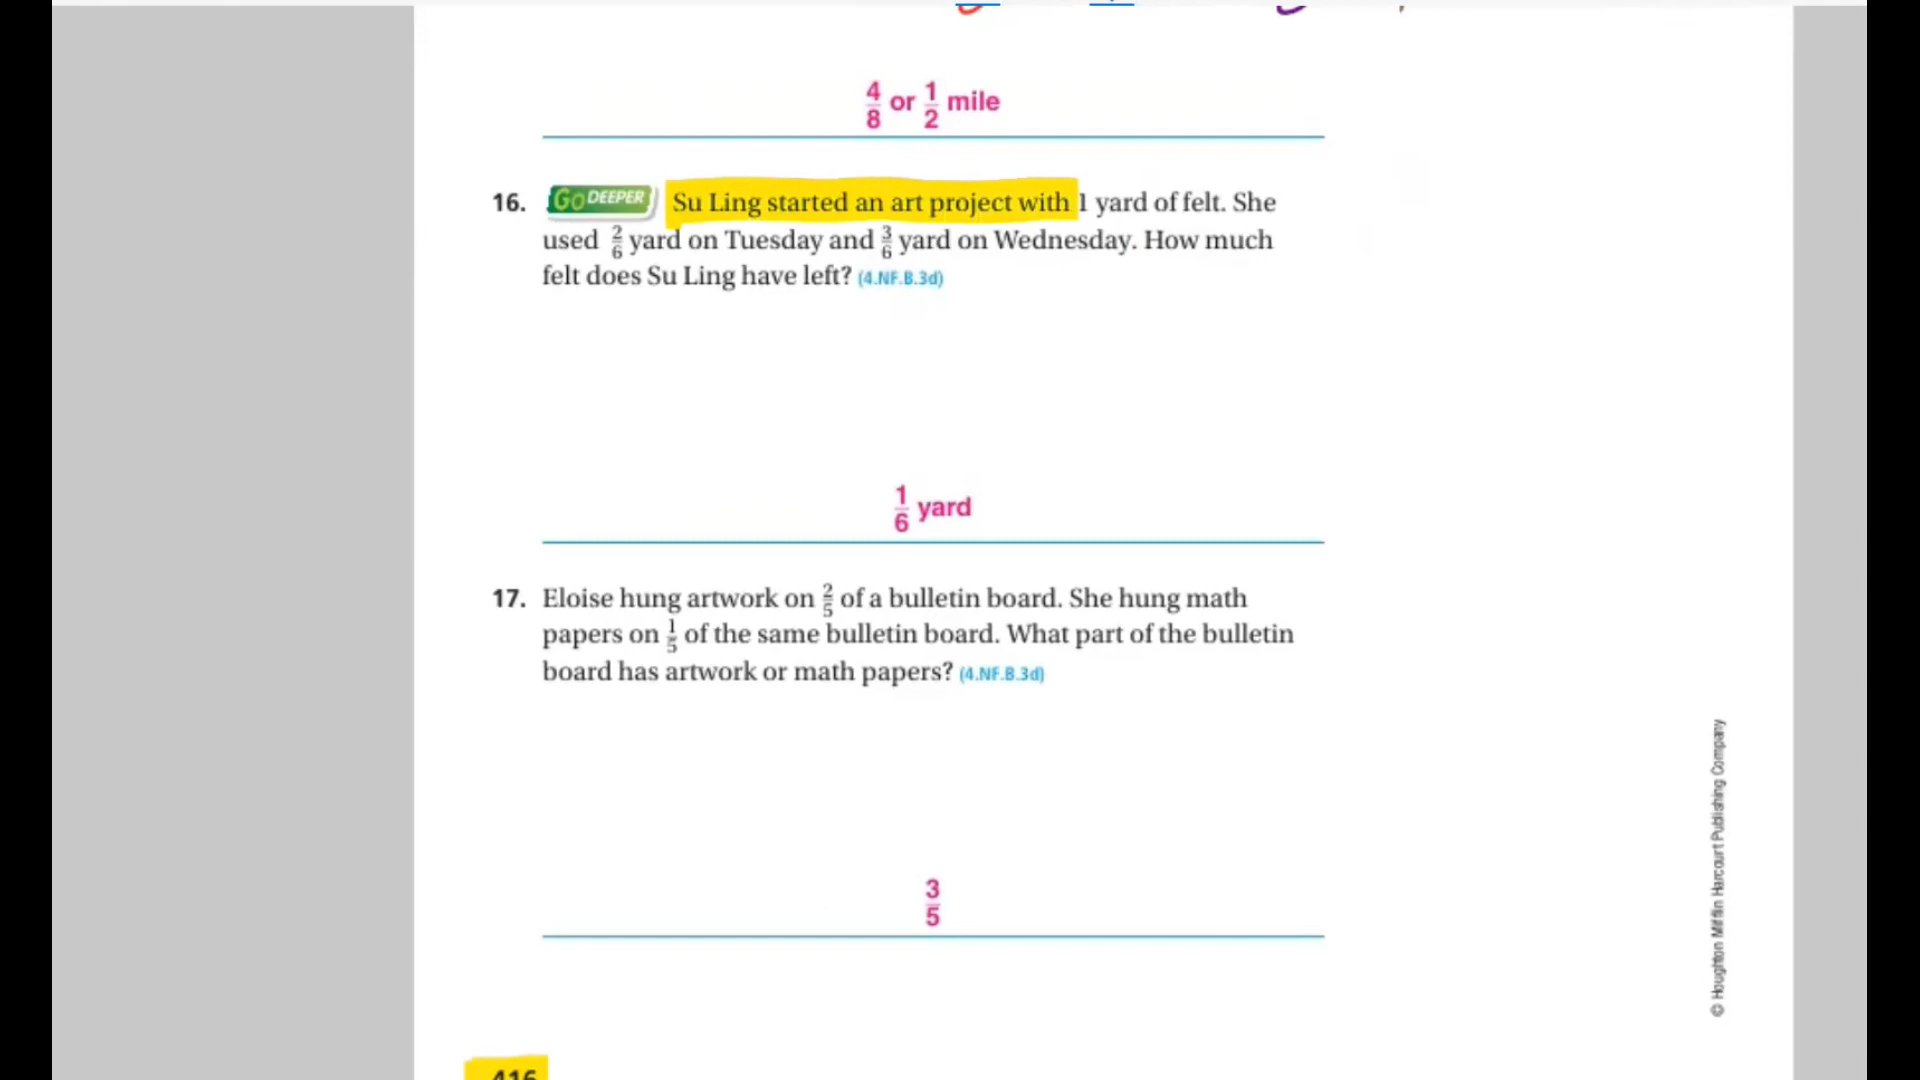 4/8 or 1/2 mile
16. GO DEEPER Su Ling started an art project with 1 yard of felt. She
used 2/6 yard on Tuesday and 3/6 yard on Wednesday. How much
felt does Su Ling have left? (4.NF.B.3d)
1/6 yard
17. Eloise hung artwork on 2/5 of a bulletin board. She hung math
papers on 1/5 of the same bulletin board. What part of the bulletin
board has artwork or math papers? (4.NF.B.3d)
3/5
© Houghton Mifflin Harcourt Publishing Company
416